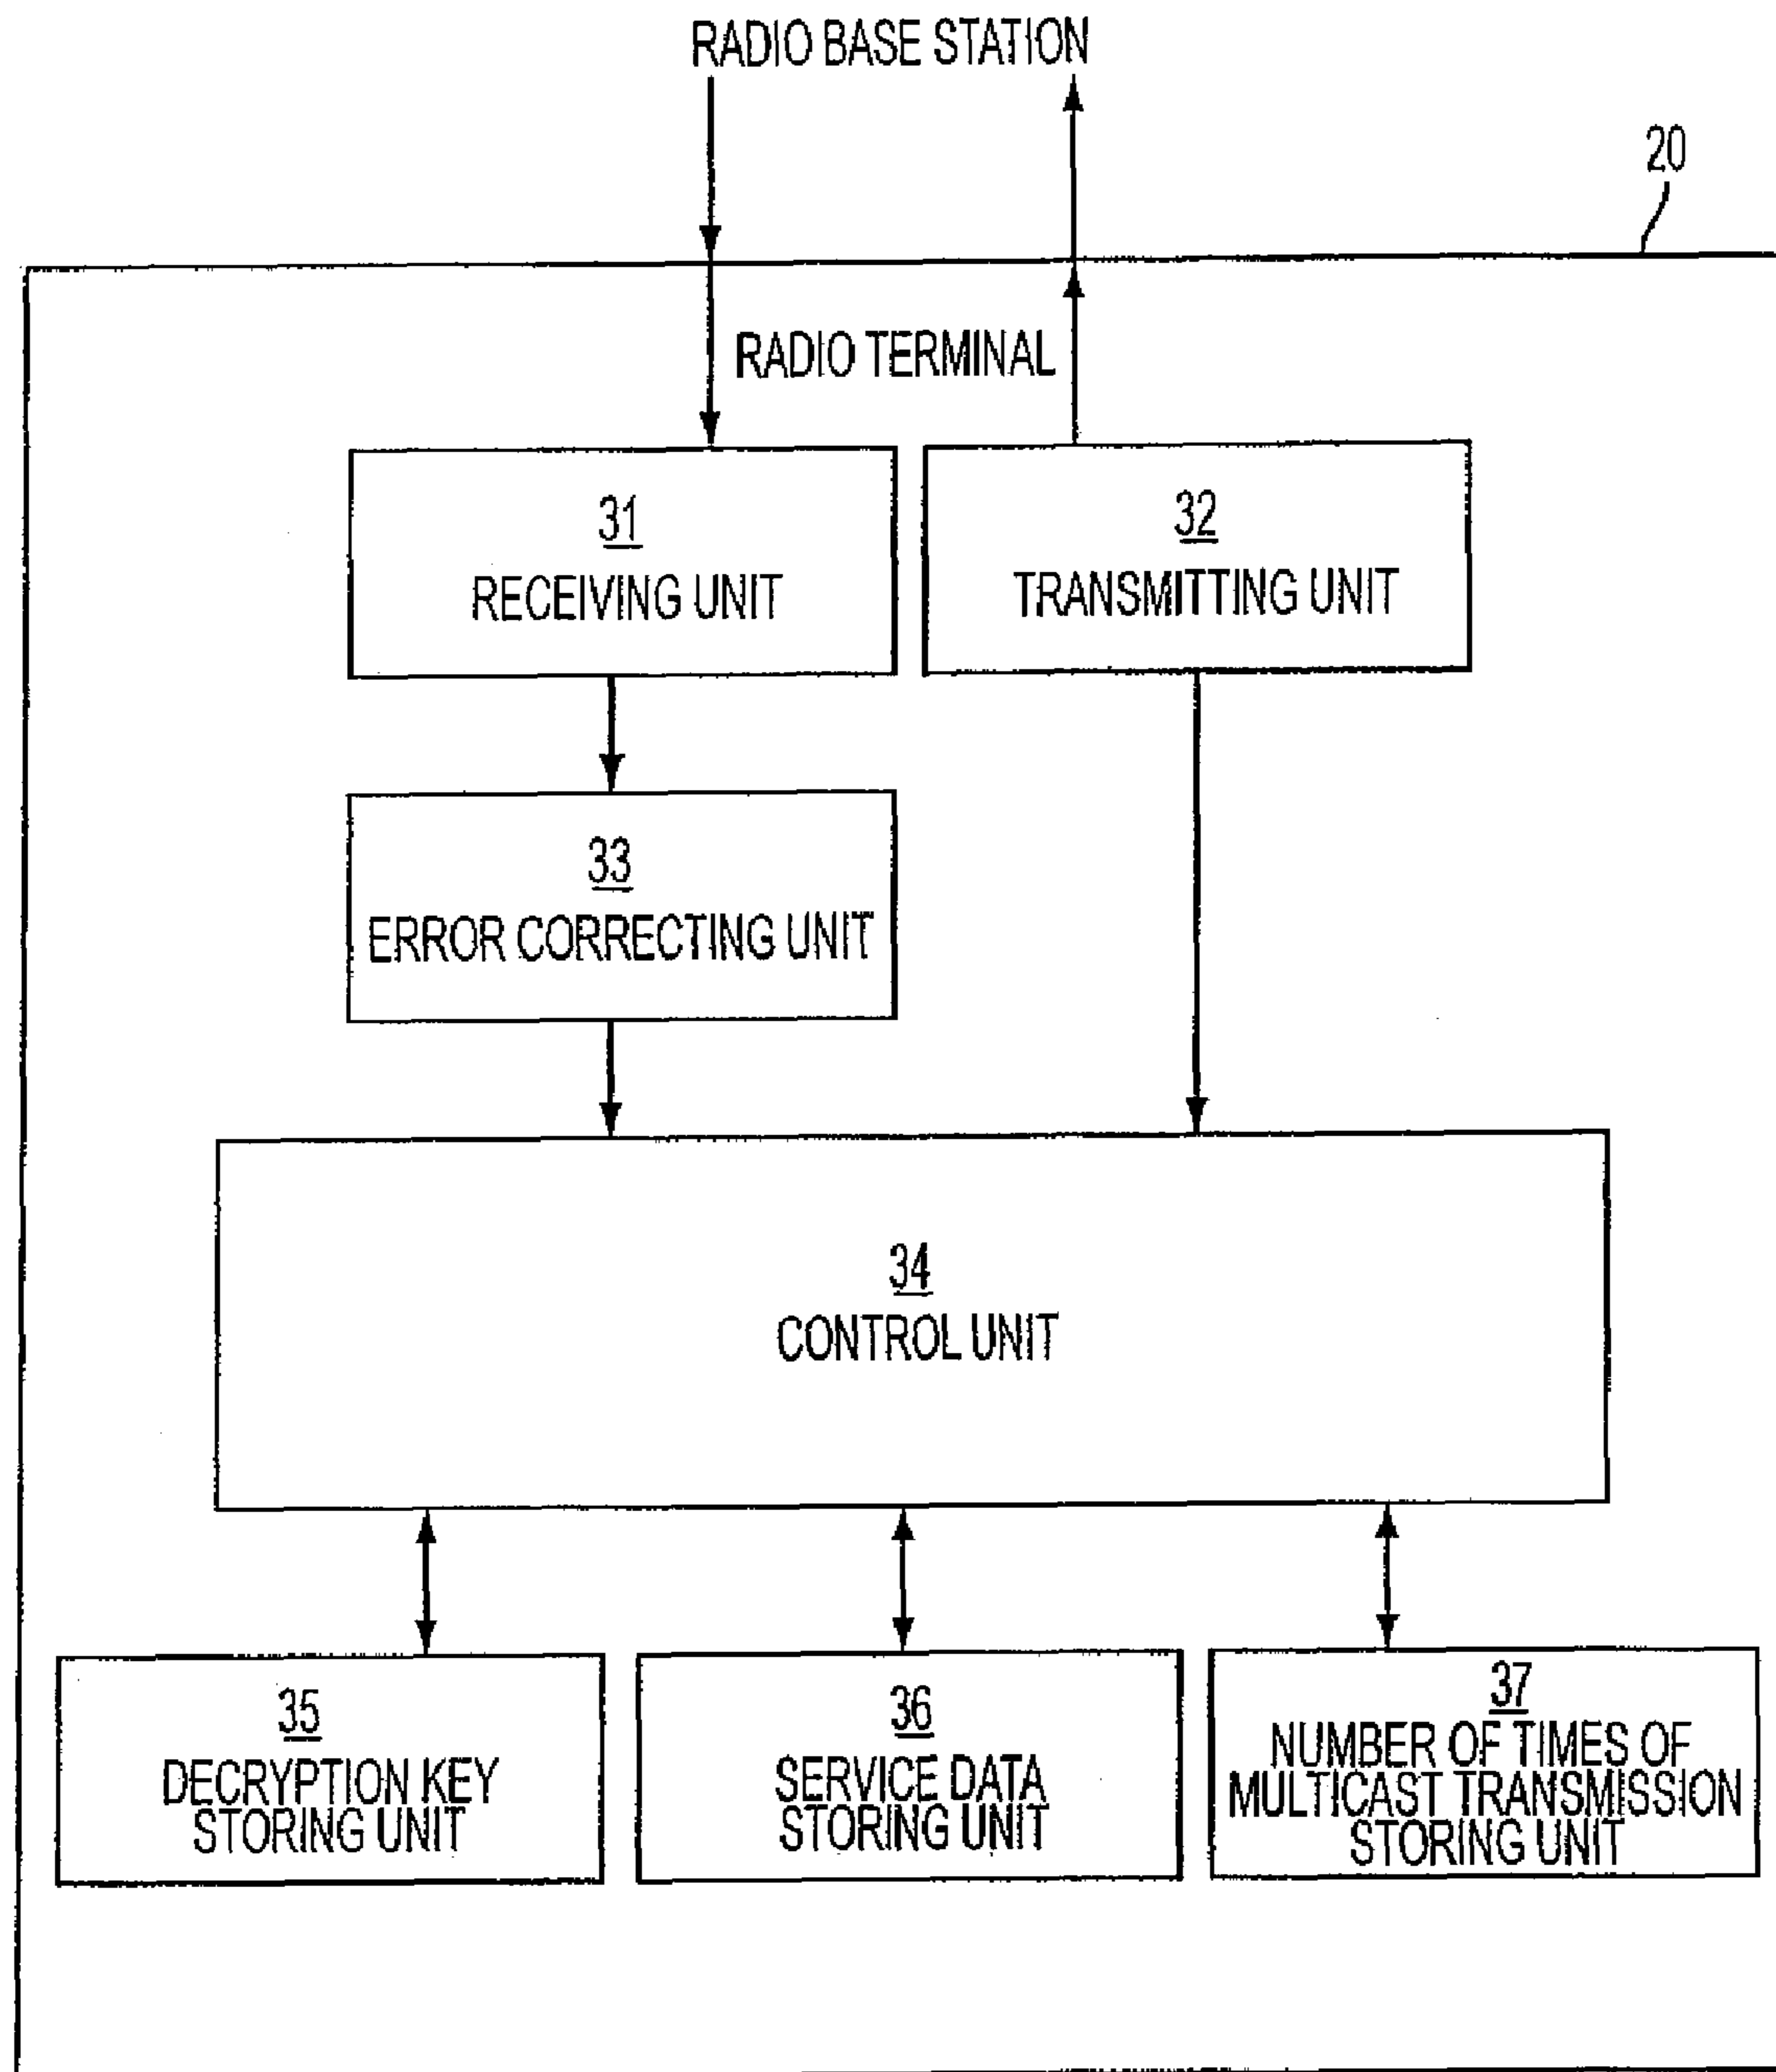 RADIO BASE STATION
20
RADIO TERMINAL
31
RECEIVING UNIT
32
TRANSMITTING UNIT
33
ERROR CORRECTING UNIT
34
CONTROL UNIT
35
DECRYPTION KEY
STORING UNIT
36
SERVICE DATA
STORING UNIT
37
NUMBER OF TIMES OF
MULTICAST TRANSMISSION
STORING UNIT